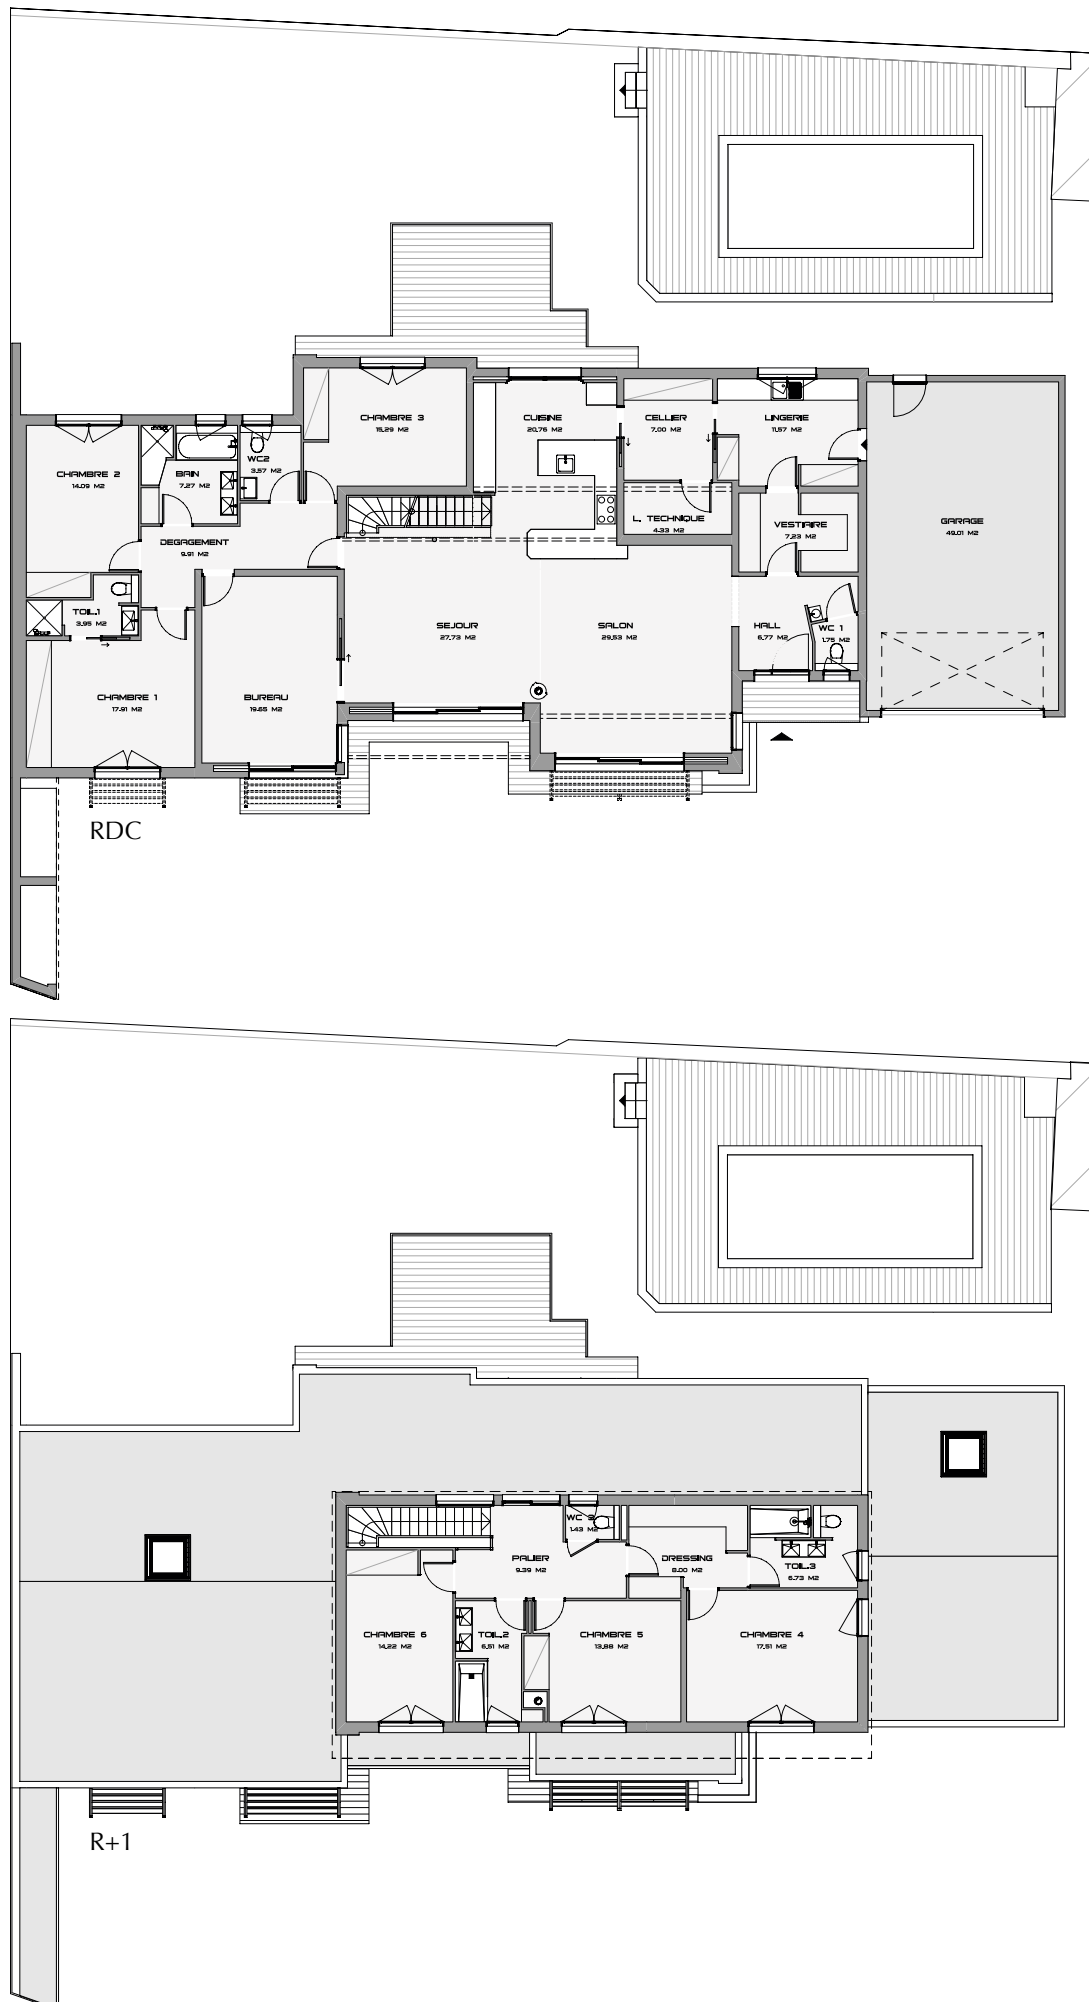 CHAMBRE 3
15,29 M2
CUISINE
20,76 M2
CELLIER
7,00 M2
LINGERIE
11,57 M2
CHAMBRE 2
14,09 M2
BAIN
7,27 M2
WC2
3,57 M2
L. TECHNIQUE
4,33 M2
VESTIAIRE
7,23 M2
GARAGE
49,01 M2
DEGAGEMENT
9,91 M2
TOIL.1
3,95 M2
SEJOUR
27,73 M2
SALON
29,53 M2
HALL
6,77 M2
WC 1
1,75 M2
CHAMBRE 1
17,91 M2
BUREAU
19,65 M2
RDC
WC 3
1,43 M2
PALIER
9,39 M2
DRESSING
8,00 M2
TOIL.3
6,73 M2
CHAMBRE 6
14,22 M2
TOIL.2
6,51 M2
CHAMBRE 5
13,88 M2
CHAMBRE 4
17,51 M2
R+1